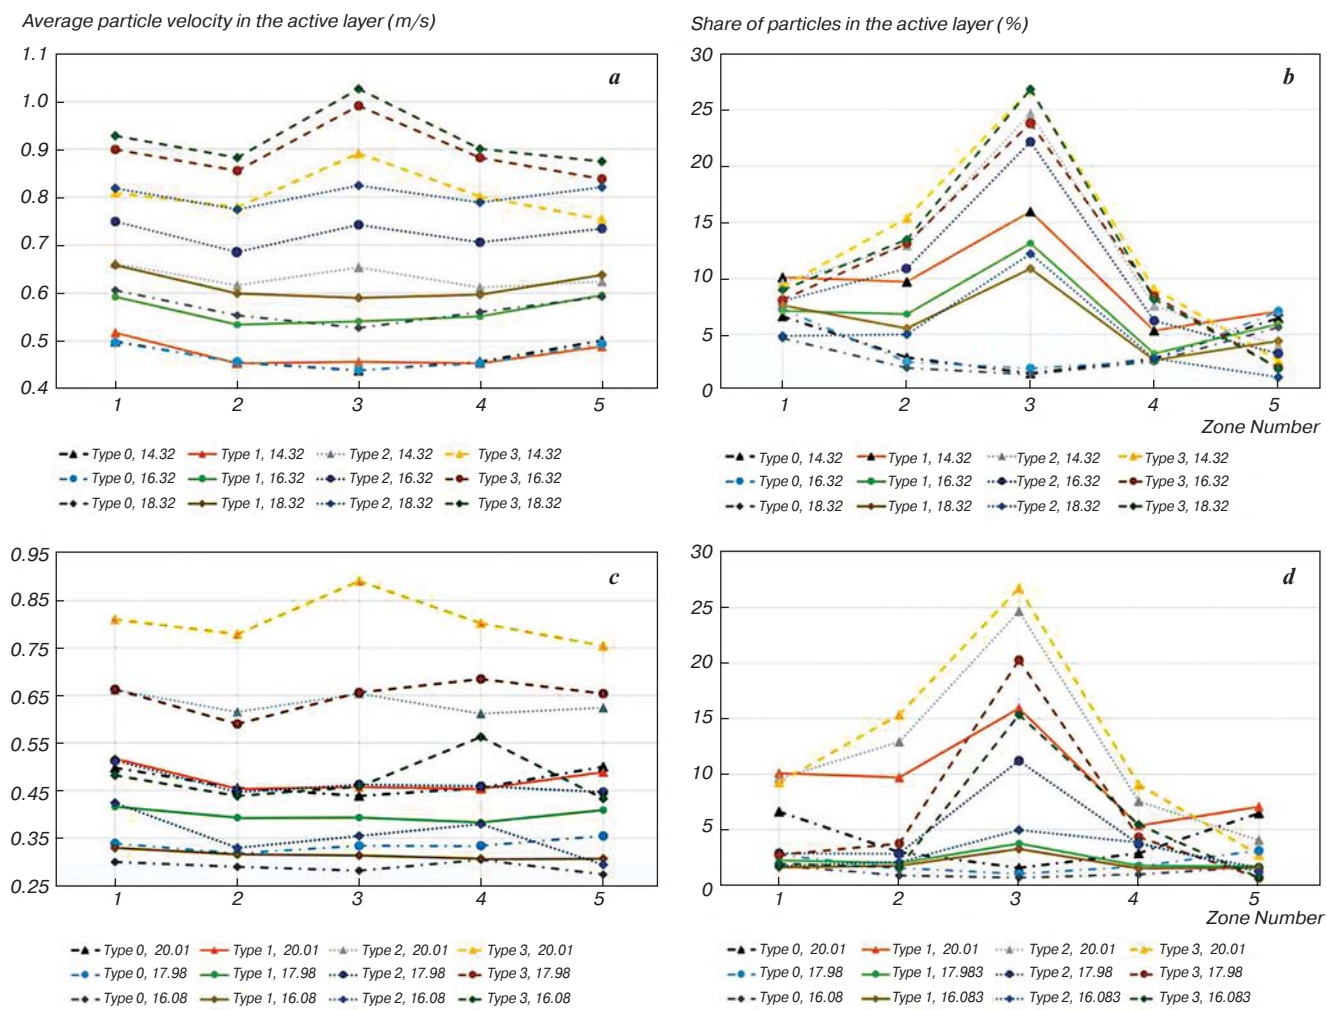 Average particle velocity in the active layer (m/s)
Share of particles in the active layer (%)
1.1
1.0
0.9
0.8
0.7
0.6
0.5
0.4
a
1 2 3 4 5
30
25
20
15
10
5
0
b
1 2 3 4 5
Zone Number
Type 0, 14.32 Type 1, 14.32 Type 2, 14.32 Type 3, 14.32
Type 0, 16.32 Type 1, 16.32 Type 2, 16.32 Type 3, 16.32
Type 0, 18.32 Type 1, 18.32 Type 2, 18.32 Type 3, 18.32
Type 0, 14.32 Type 1, 14.32 Type 2, 14.32 Type 3, 14.32
Type 0, 16.32 Type 1, 16.32 Type 2, 16.32 Type 3, 16.32
Type 0, 18.32 Type 1, 18.32 Type 2, 18.32 Type 3, 18.32
0.95
0.85
0.75
0.65
0.55
0.45
0.35
0.25
c
1 2 3 4 5
30
25
20
15
10
5
0
d
1 2 3 4 5
Zone Number
Type 0, 20.01 Type 1, 20.01 Type 2, 20.01 Type 3, 20.01
Type 0, 17.98 Type 1, 17.98 Type 2, 17.98 Type 3, 17.98
Type 0, 16.08 Type 1, 16.08 Type 2, 16.08 Type 3, 16.08
Type 0, 20.01 Type 1, 20.01 Type 2, 20.01 Type 3, 20.01
Type 0, 17.98 Type 1, 17.983 Type 2, 17.98 Type 3, 17.98
Type 0, 16.08 Type 1, 16.083 Type 2, 16.083 Type 3, 16.083